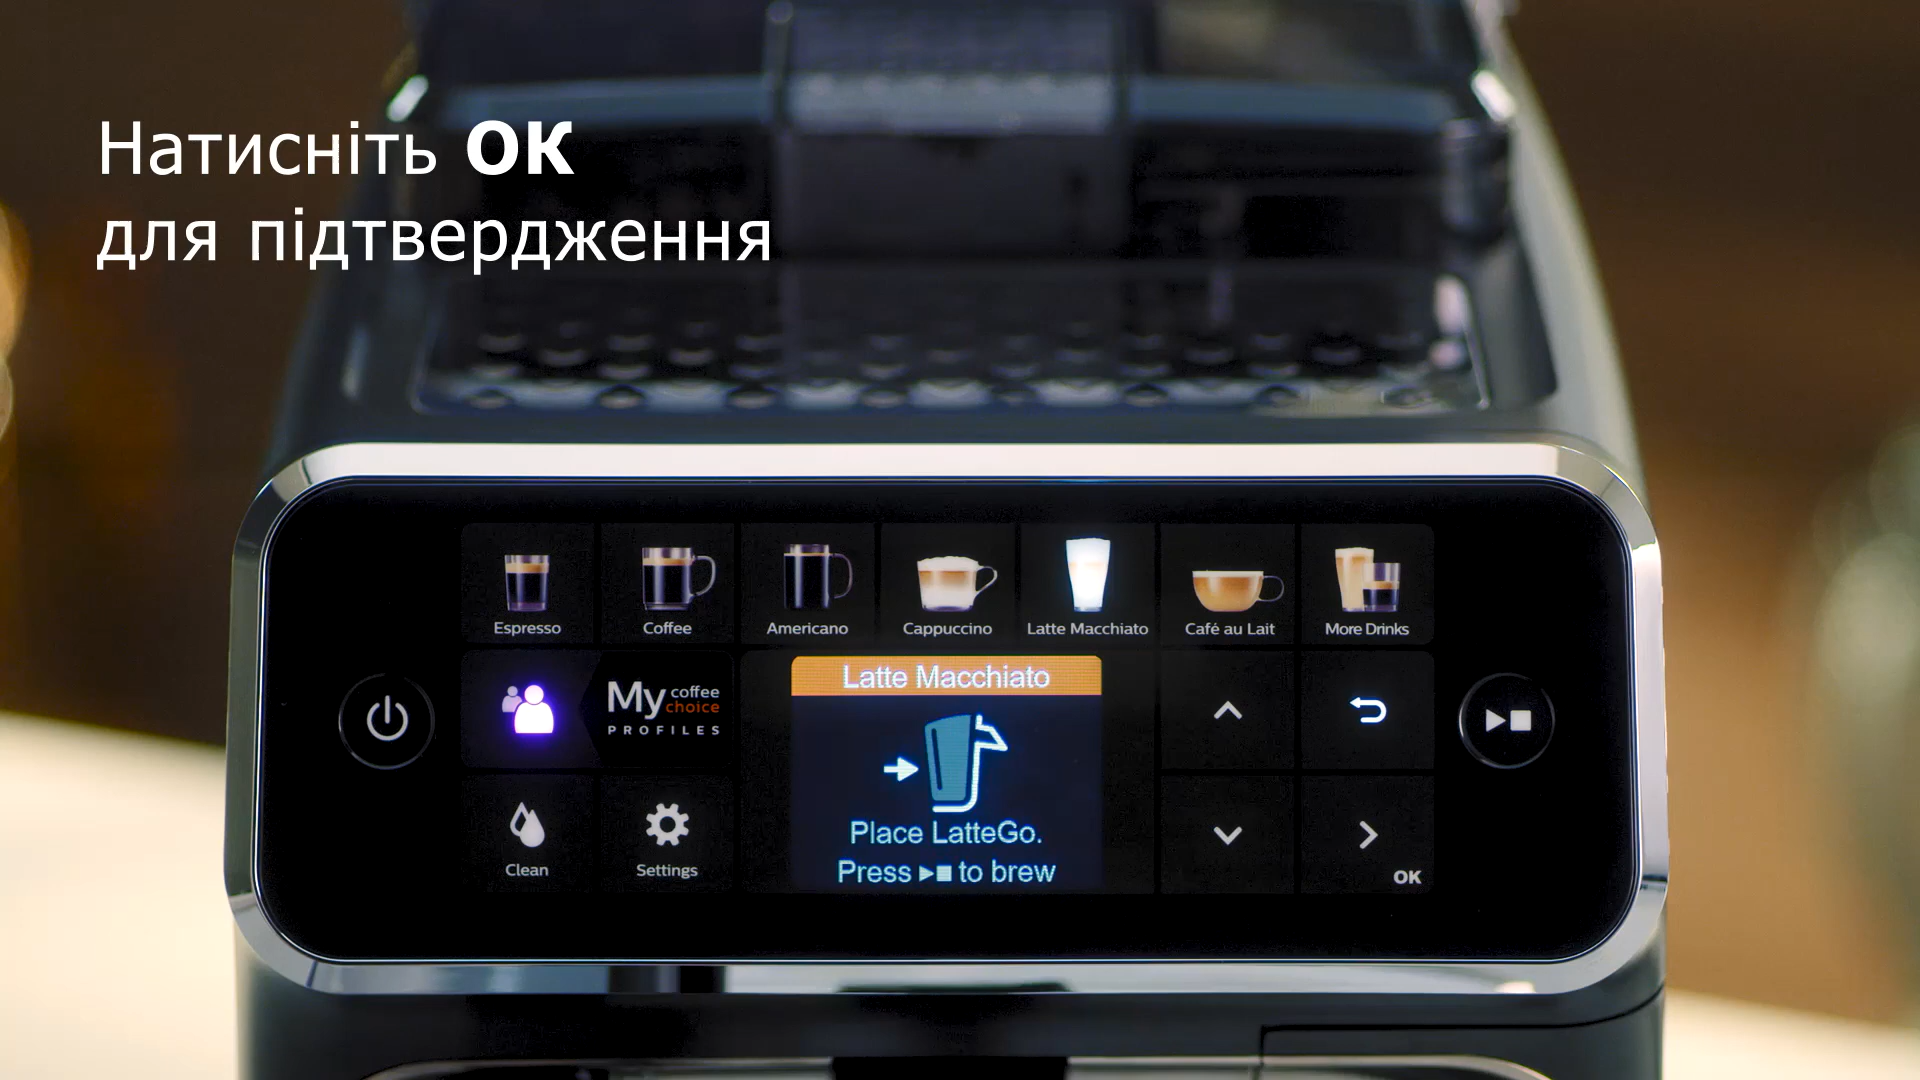 Натисніть ОК
для підтвердження
Espresso
Coffee
Americano
Cappuccino
Latte Macchiato
Café au Lait
More Drinks
My coffee choice
PROFILES
Latte Macchiato
Place LatteGo.
Press ▶■ to brew
Clean
Settings
OK